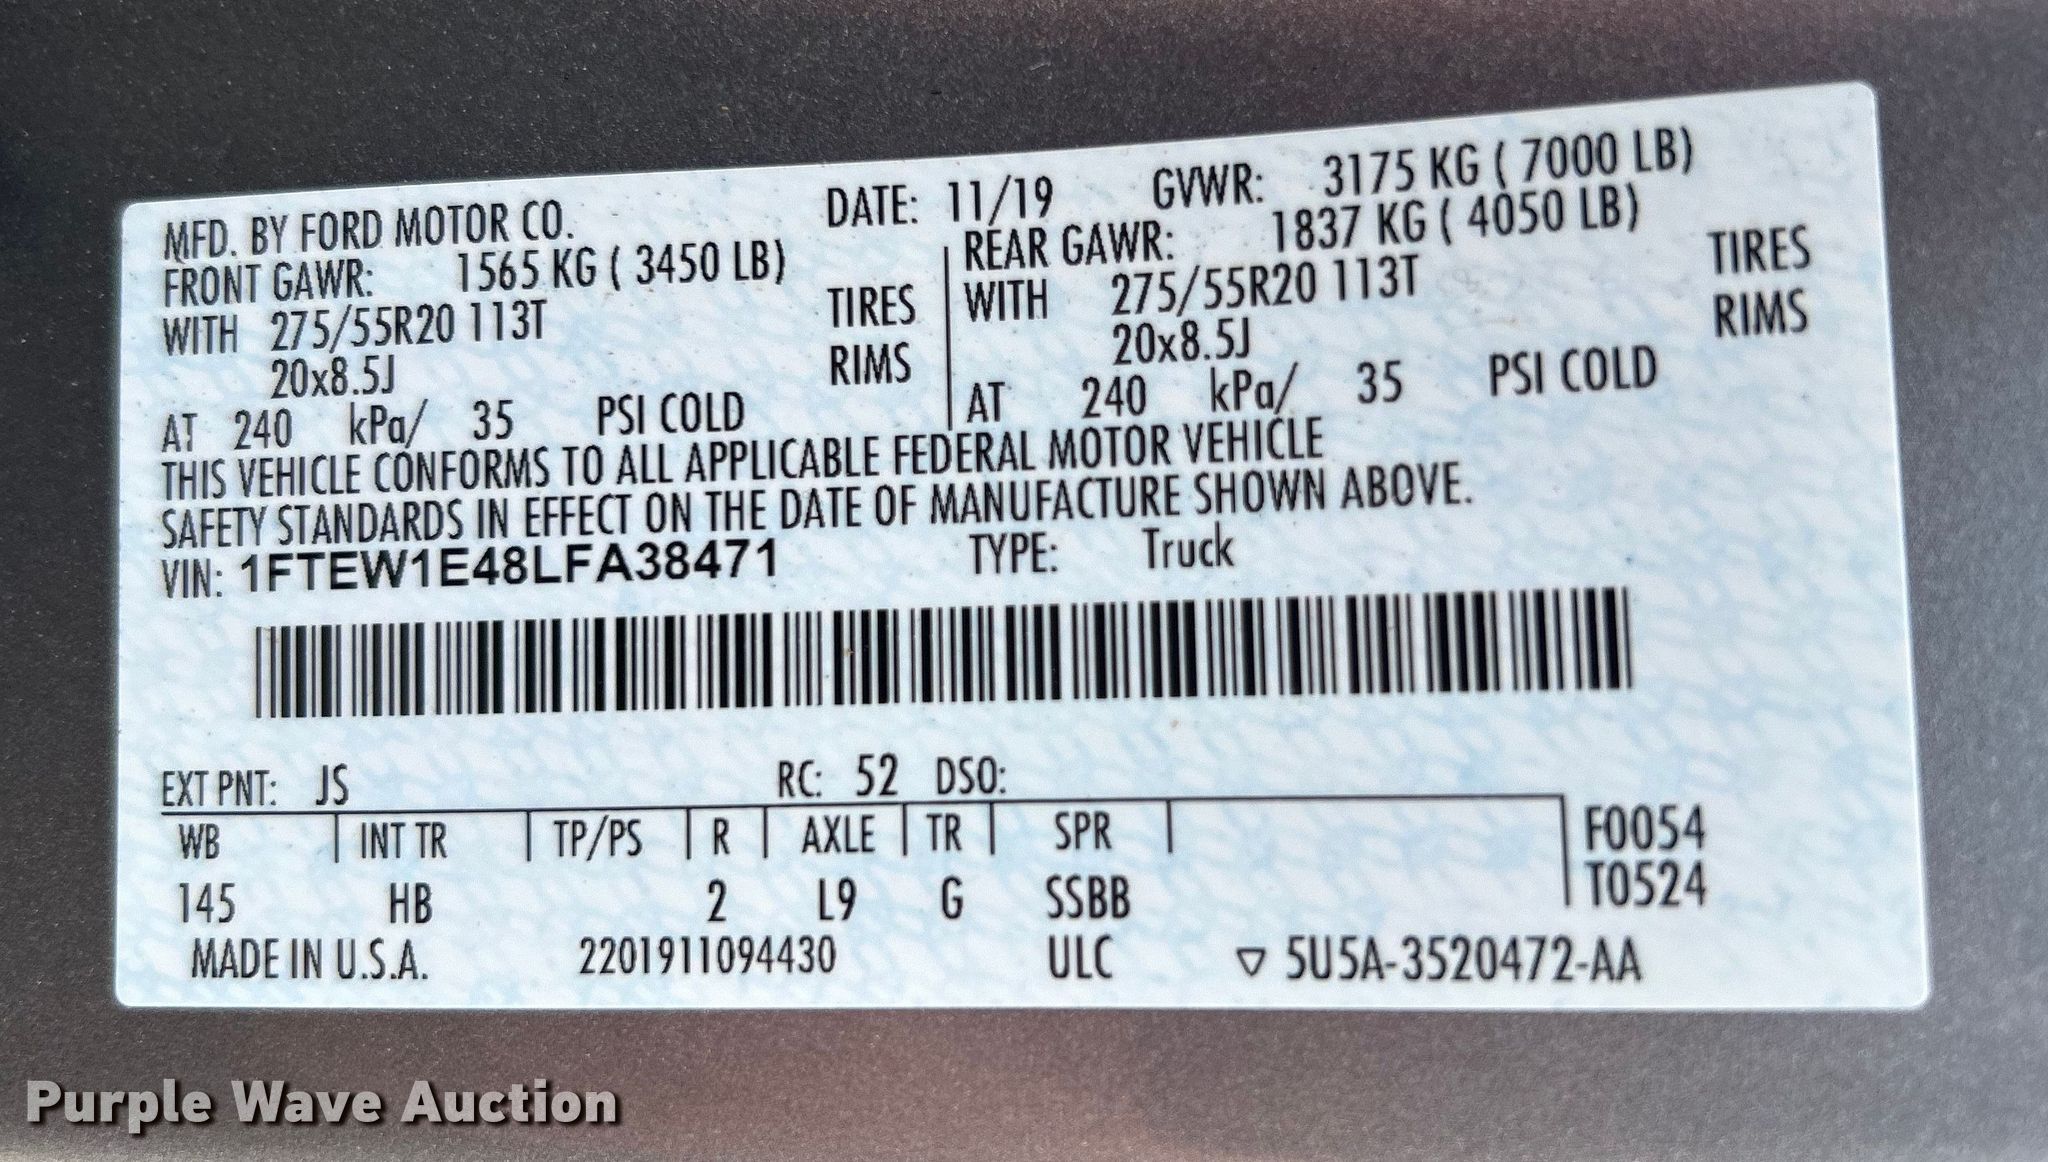 MFD. BY FORD MOTOR CO. DATE: 11/19 GVWR: 3175 KG ( 7000 LB)
FRONT GAWR: 1565 KG ( 3450 LB) REAR GAWR: 1837 KG ( 4050 LB)
WITH 275/55R20 113T TIRES WITH 275/55R20 113T TIRES
20x8.5J RIMS 20x8.5J RIMS
AT 240 kPa/ 35 PSI COLD AT 240 kPa/ 35 PSI COLD
THIS VEHICLE CONFORMS TO ALL APPLICABLE FEDERAL MOTOR VEHICLE
SAFETY STANDARDS IN EFFECT ON THE DATE OF MANUFACTURE SHOWN ABOVE.
VIN: 1FTEW1E48LFA38471 TYPE: Truck
EXT PNT: JS RC: 52 DSO:
WB INT TR TP/PS R AXLE TR SPR F0054
T0524
145 HB 2 L9 G SSBB
MADE IN U.S.A. 2201911094430 ULC ▽ 5U5A-3520472-AA
Purple Wave Auction